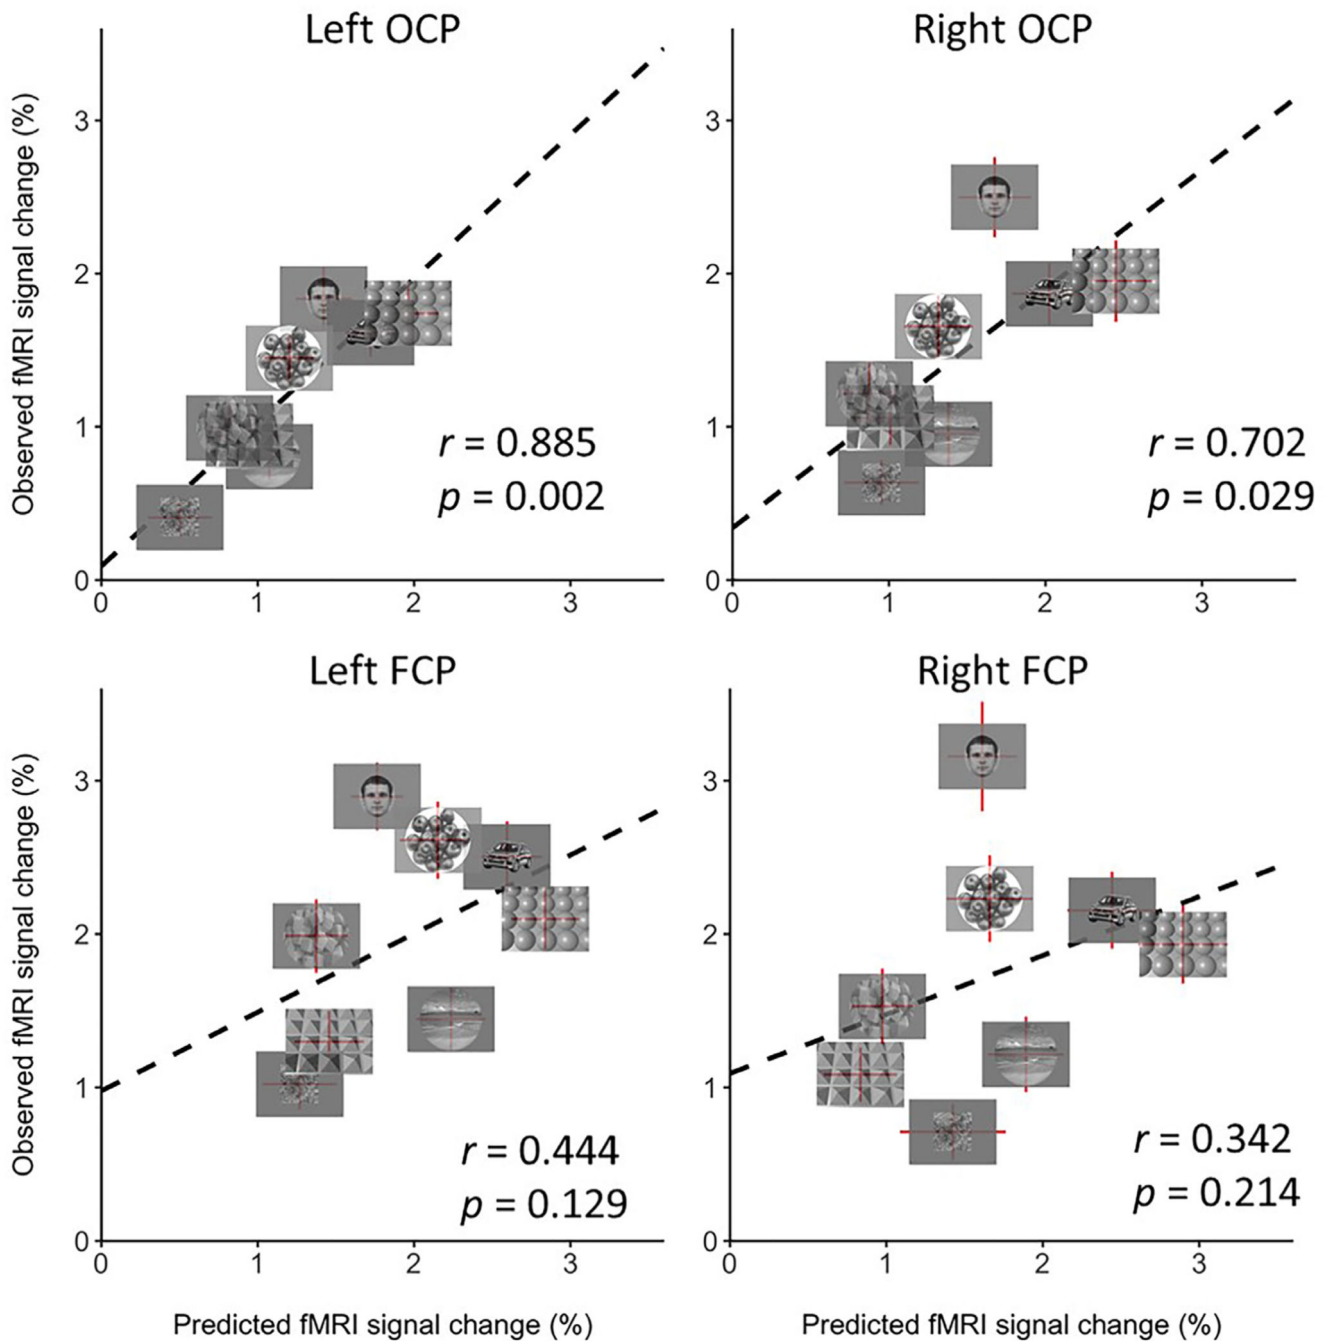 Left OCP
Right OCP
Observed fMRI signal change (%)
3
2
1
0
r = 0.885
p = 0.002
0 1 2 3
3
2
1
0
r = 0.702
p = 0.029
0 1 2 3
Left FCP
Right FCP
Observed fMRI signal change (%)
3
2
1
0
r = 0.444
p = 0.129
0 1 2 3
Predicted fMRI signal change (%)
3
2
1
0
r = 0.342
p = 0.214
0 1 2 3
Predicted fMRI signal change (%)